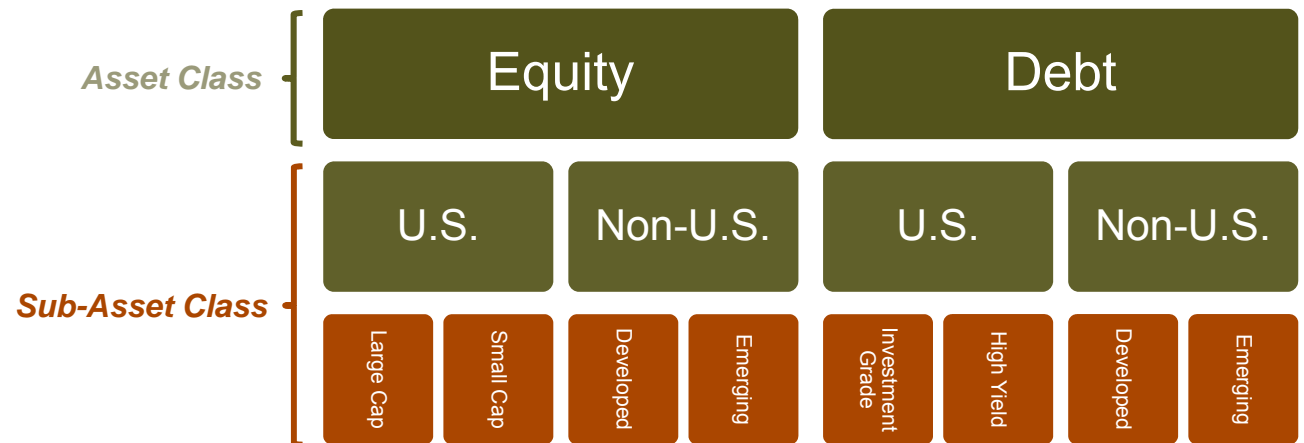 Asset Class
Equity
Debt
Sub-Asset Class
U.S.
Non-U.S.
U.S.
Non-U.S.
Large Cap
Small Cap
Developed
Emerging
Investment
Grade
High Yield
Developed
Emerging